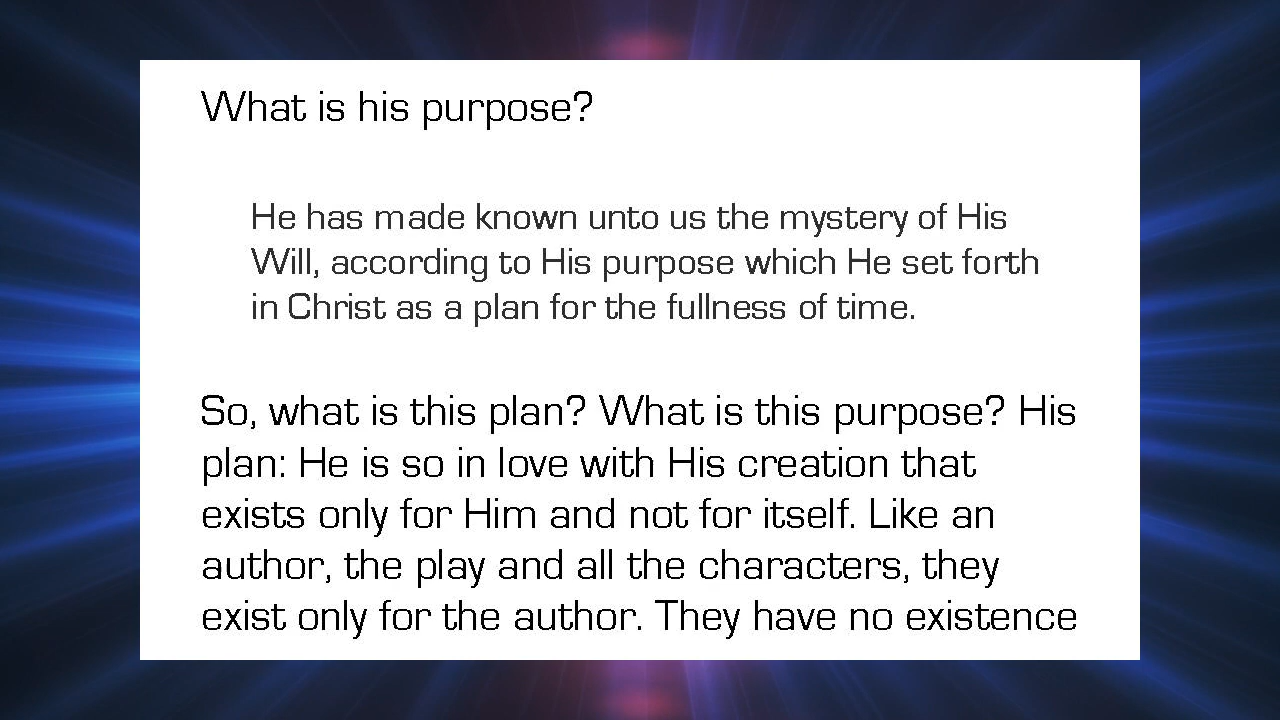 What is his purpose?
He has made known unto us the mystery of His
Will, according to His purpose which He set forth
in Christ as a plan for the fullness of time.
So, what is this plan? What is this purpose? His
plan: He is so in love with His creation that
exists only for Him and not for itself. Like an
author, the play and all the characters, they
exist only for the author. They have no existence